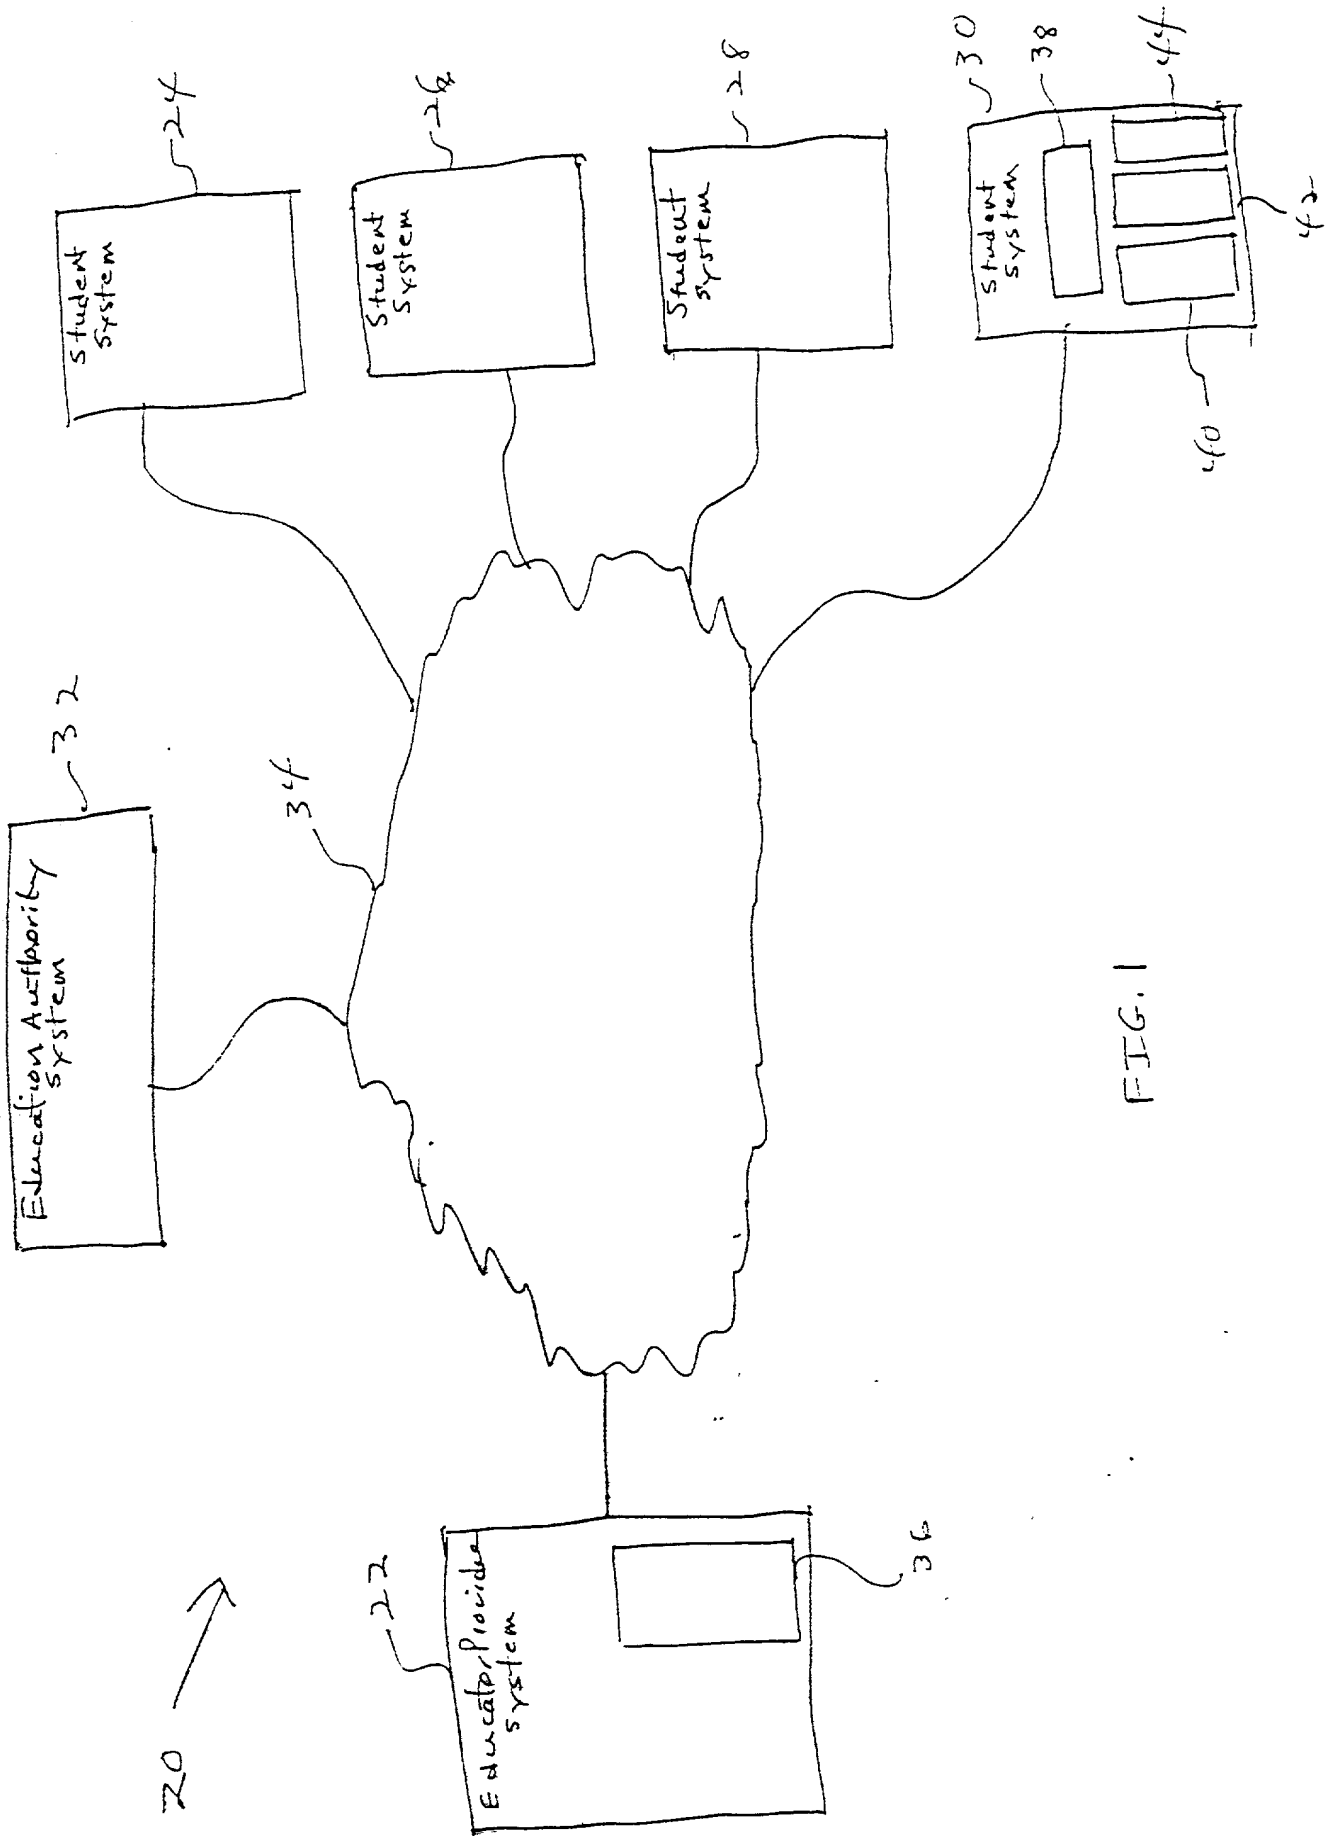 20
Education Authority
System
32
Student
System
24
34
22
Educator Provider
System
36
Student
System
26
Student
System
28
Student
System
30
38
40
42
44
FIG. 1